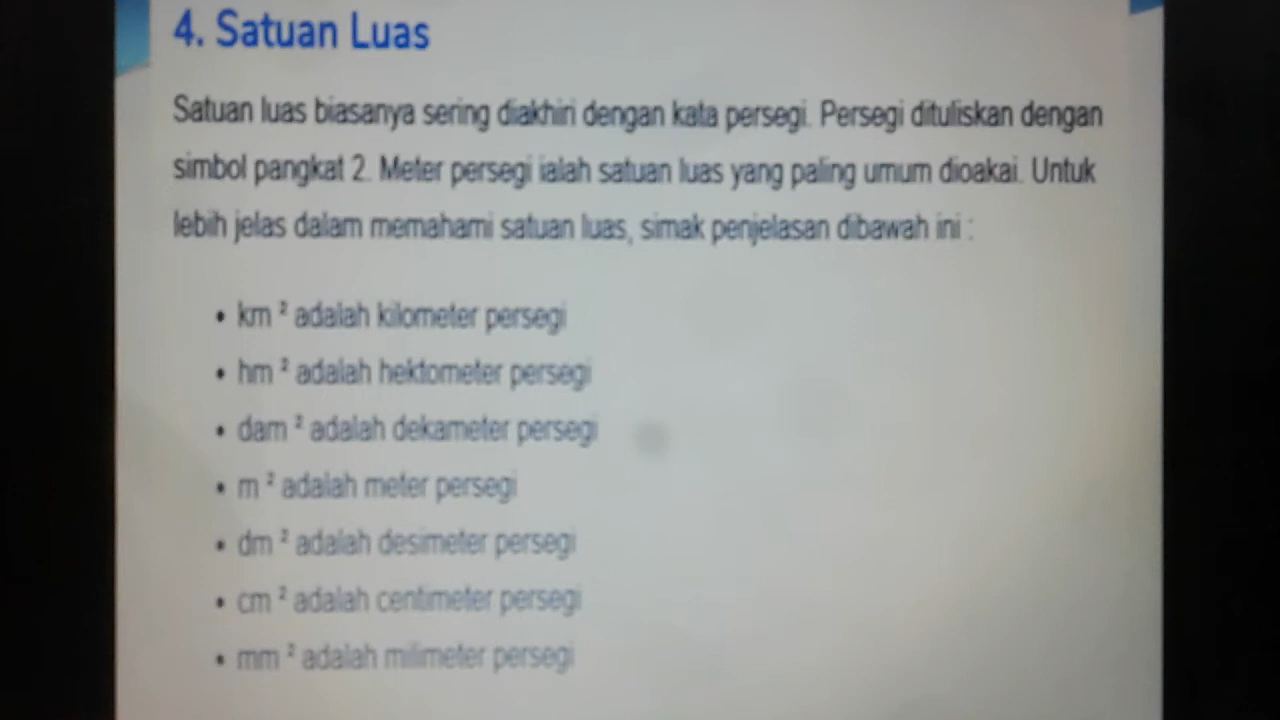 4. Satuan Luas
Satuan luas biasanya sering diakhiri dengan kata persegi. Persegi dituliskan dengan
simbol pangkat 2. Meter persegi ialah satuan luas yang paling umum dioakai. Untuk
lebih jelas dalam memahami satuan luas, simak penjelasan dibawah ini :
• km ² adalah kilometer persegi
• hm ² adalah hektometer persegi
• dam ² adalah dekameter persegi
• m ² adalah meter persegi
• dm ² adalah desimeter persegi
• cm ² adalah centimeter persegi
• mm ² adalah milimeter persegi